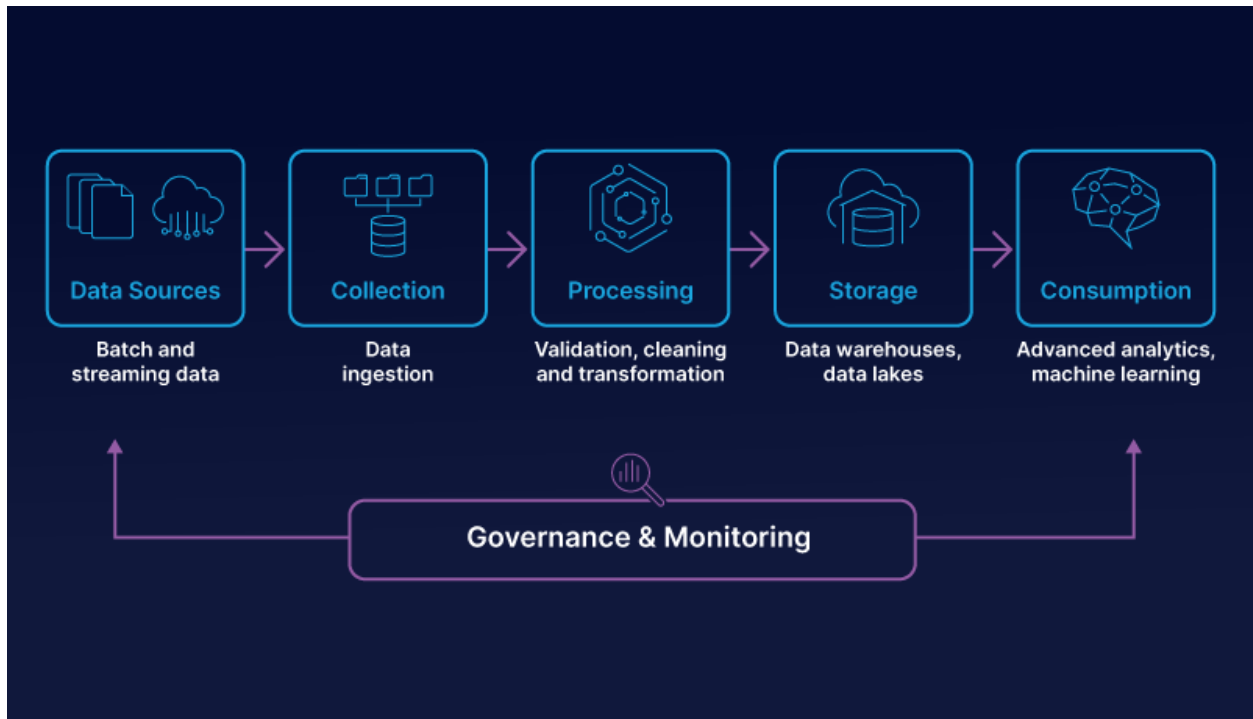 Data Sources
Batch and
streaming data
Collection
Data
ingestion
Processing
Validation, cleaning
and transformation
Storage
Data warehouses,
data lakes
Consumption
Advanced analytics,
machine learning
Governance & Monitoring